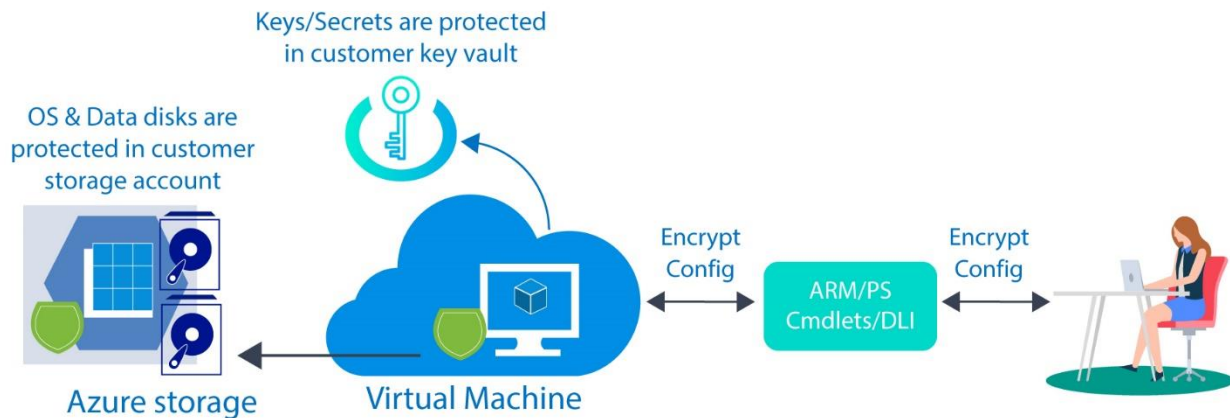 Keys/Secrets are protected
in customer key vault
OS & Data disks are
protected in customer
storage account
Encrypt
Config
Encrypt
Config
ARM/PS
Cmdlets/DLI
Azure storage
Virtual Machine